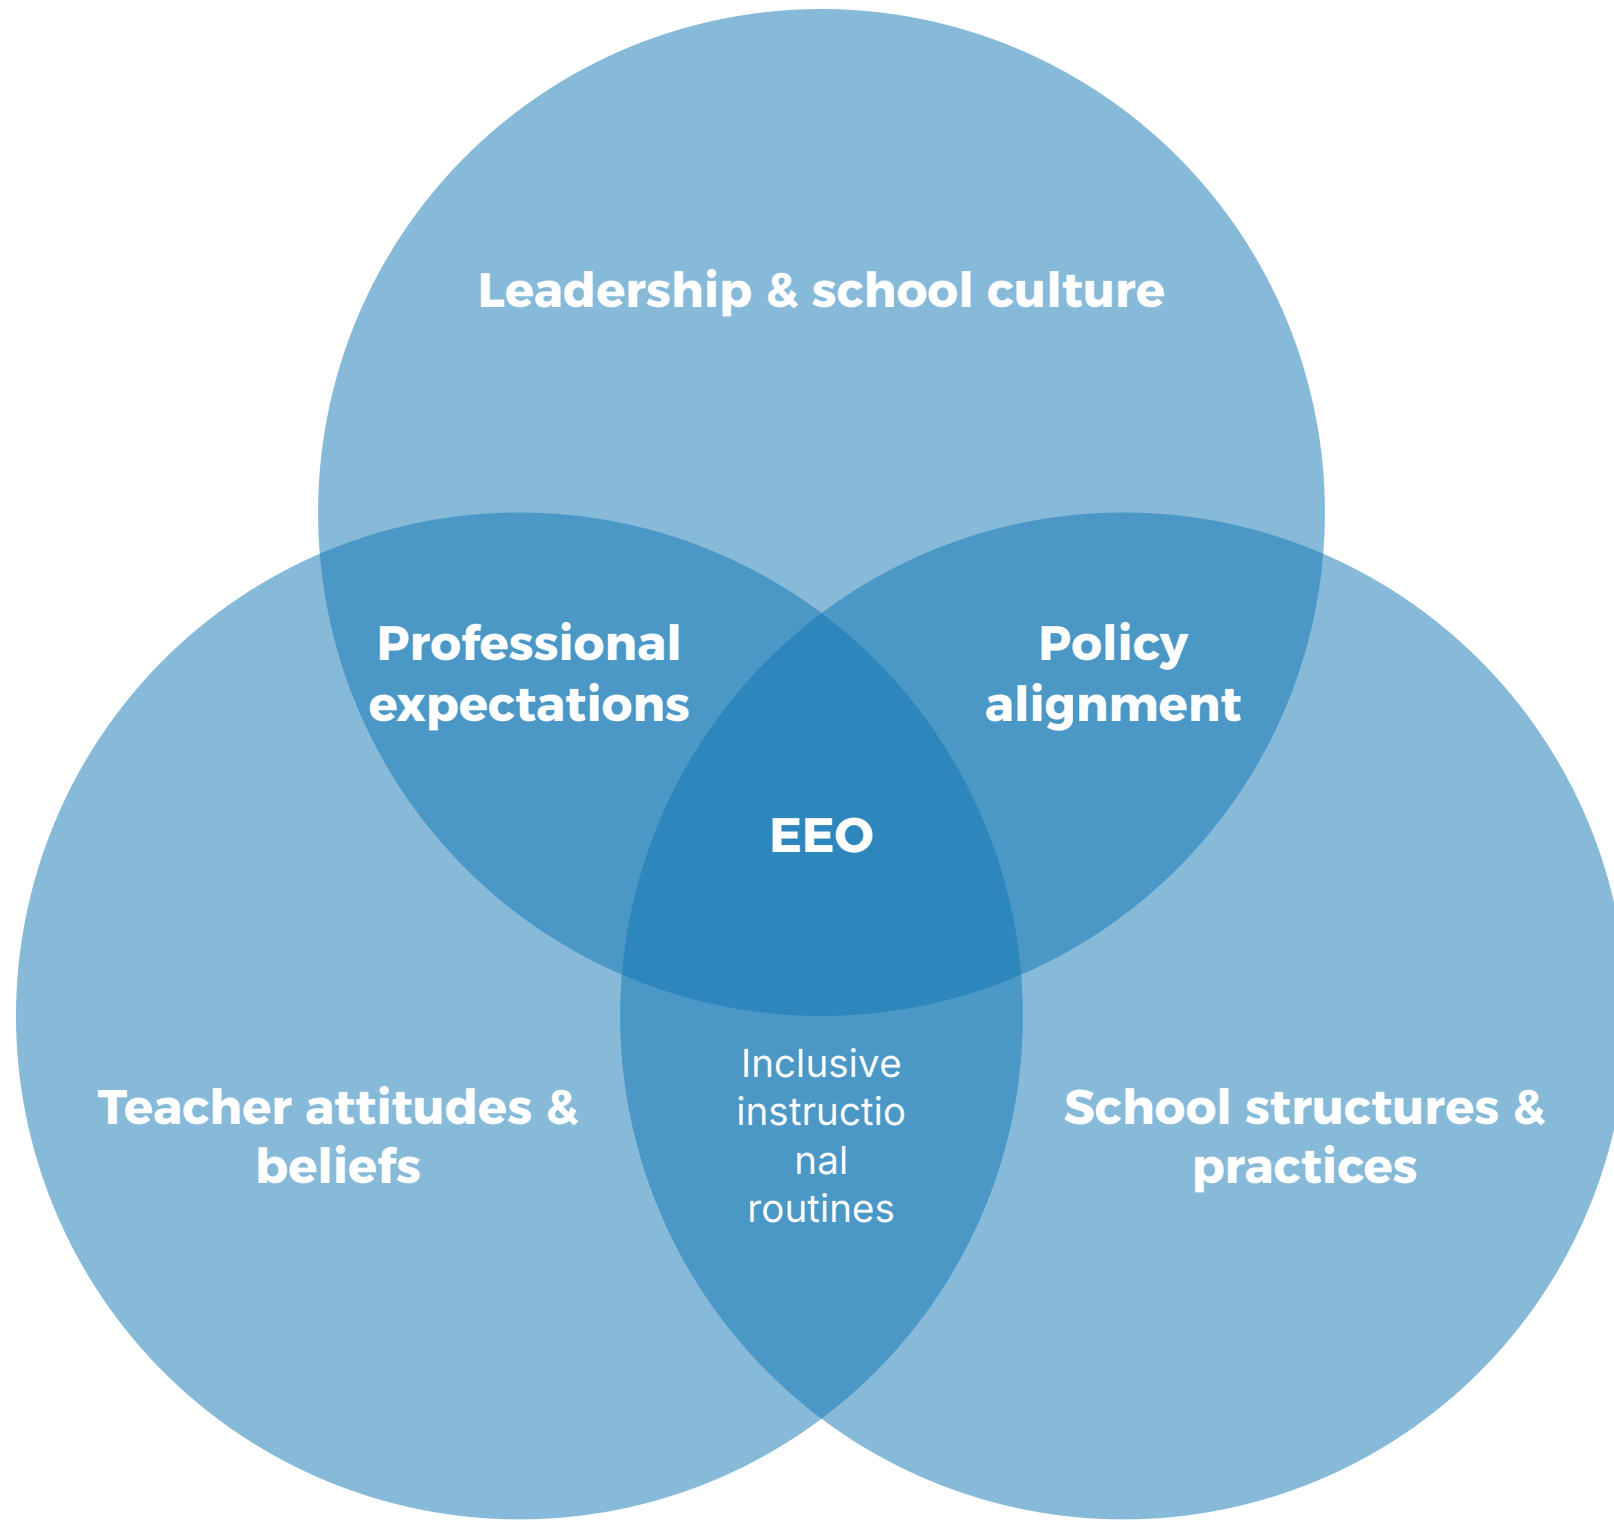 Leadership & school culture
Professional
expectations
Policy
alignment
EEO
Inclusive
instructio
nal
routines
Teacher attitudes &
beliefs
School structures &
practices